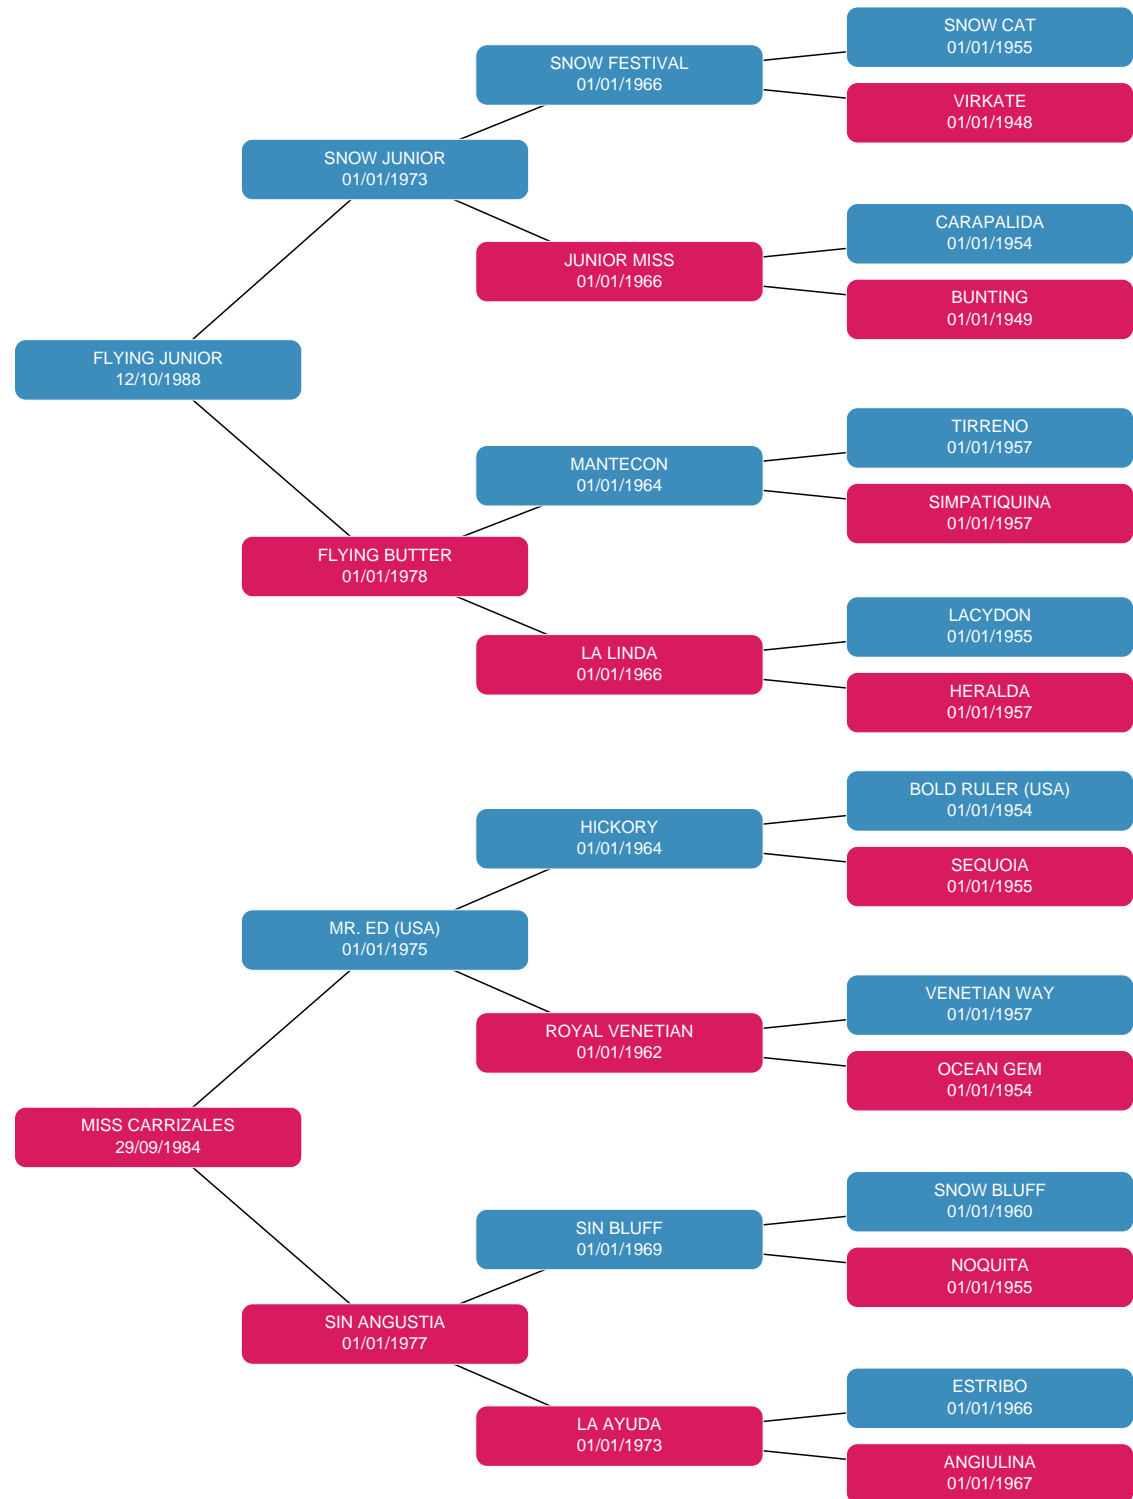 SNOW CAT
01/01/1955
SNOW FESTIVAL
01/01/1966
VIRKATE
01/01/1948
SNOW JUNIOR
01/01/1973
CARAPALIDA
01/01/1954
JUNIOR MISS
01/01/1966
BUNTING
01/01/1949
FLYING JUNIOR
12/10/1988
TIRRENO
01/01/1957
MANTECON
01/01/1964
SIMPATIQUINA
01/01/1957
FLYING BUTTER
01/01/1978
LACYDON
01/01/1955
LA LINDA
01/01/1966
HERALDA
01/01/1957
BOLD RULER (USA)
01/01/1954
HICKORY
01/01/1964
SEQUOIA
01/01/1955
MR. ED (USA)
01/01/1975
VENETIAN WAY
01/01/1957
ROYAL VENETIAN
01/01/1962
OCEAN GEM
01/01/1954
MISS CARRIZALES
29/09/1984
SNOW BLUFF
01/01/1960
SIN BLUFF
01/01/1969
NOQUITA
01/01/1955
SIN ANGUSTIA
01/01/1977
ESTRIBO
01/01/1966
LA AYUDA
01/01/1973
ANGIULINA
01/01/1967